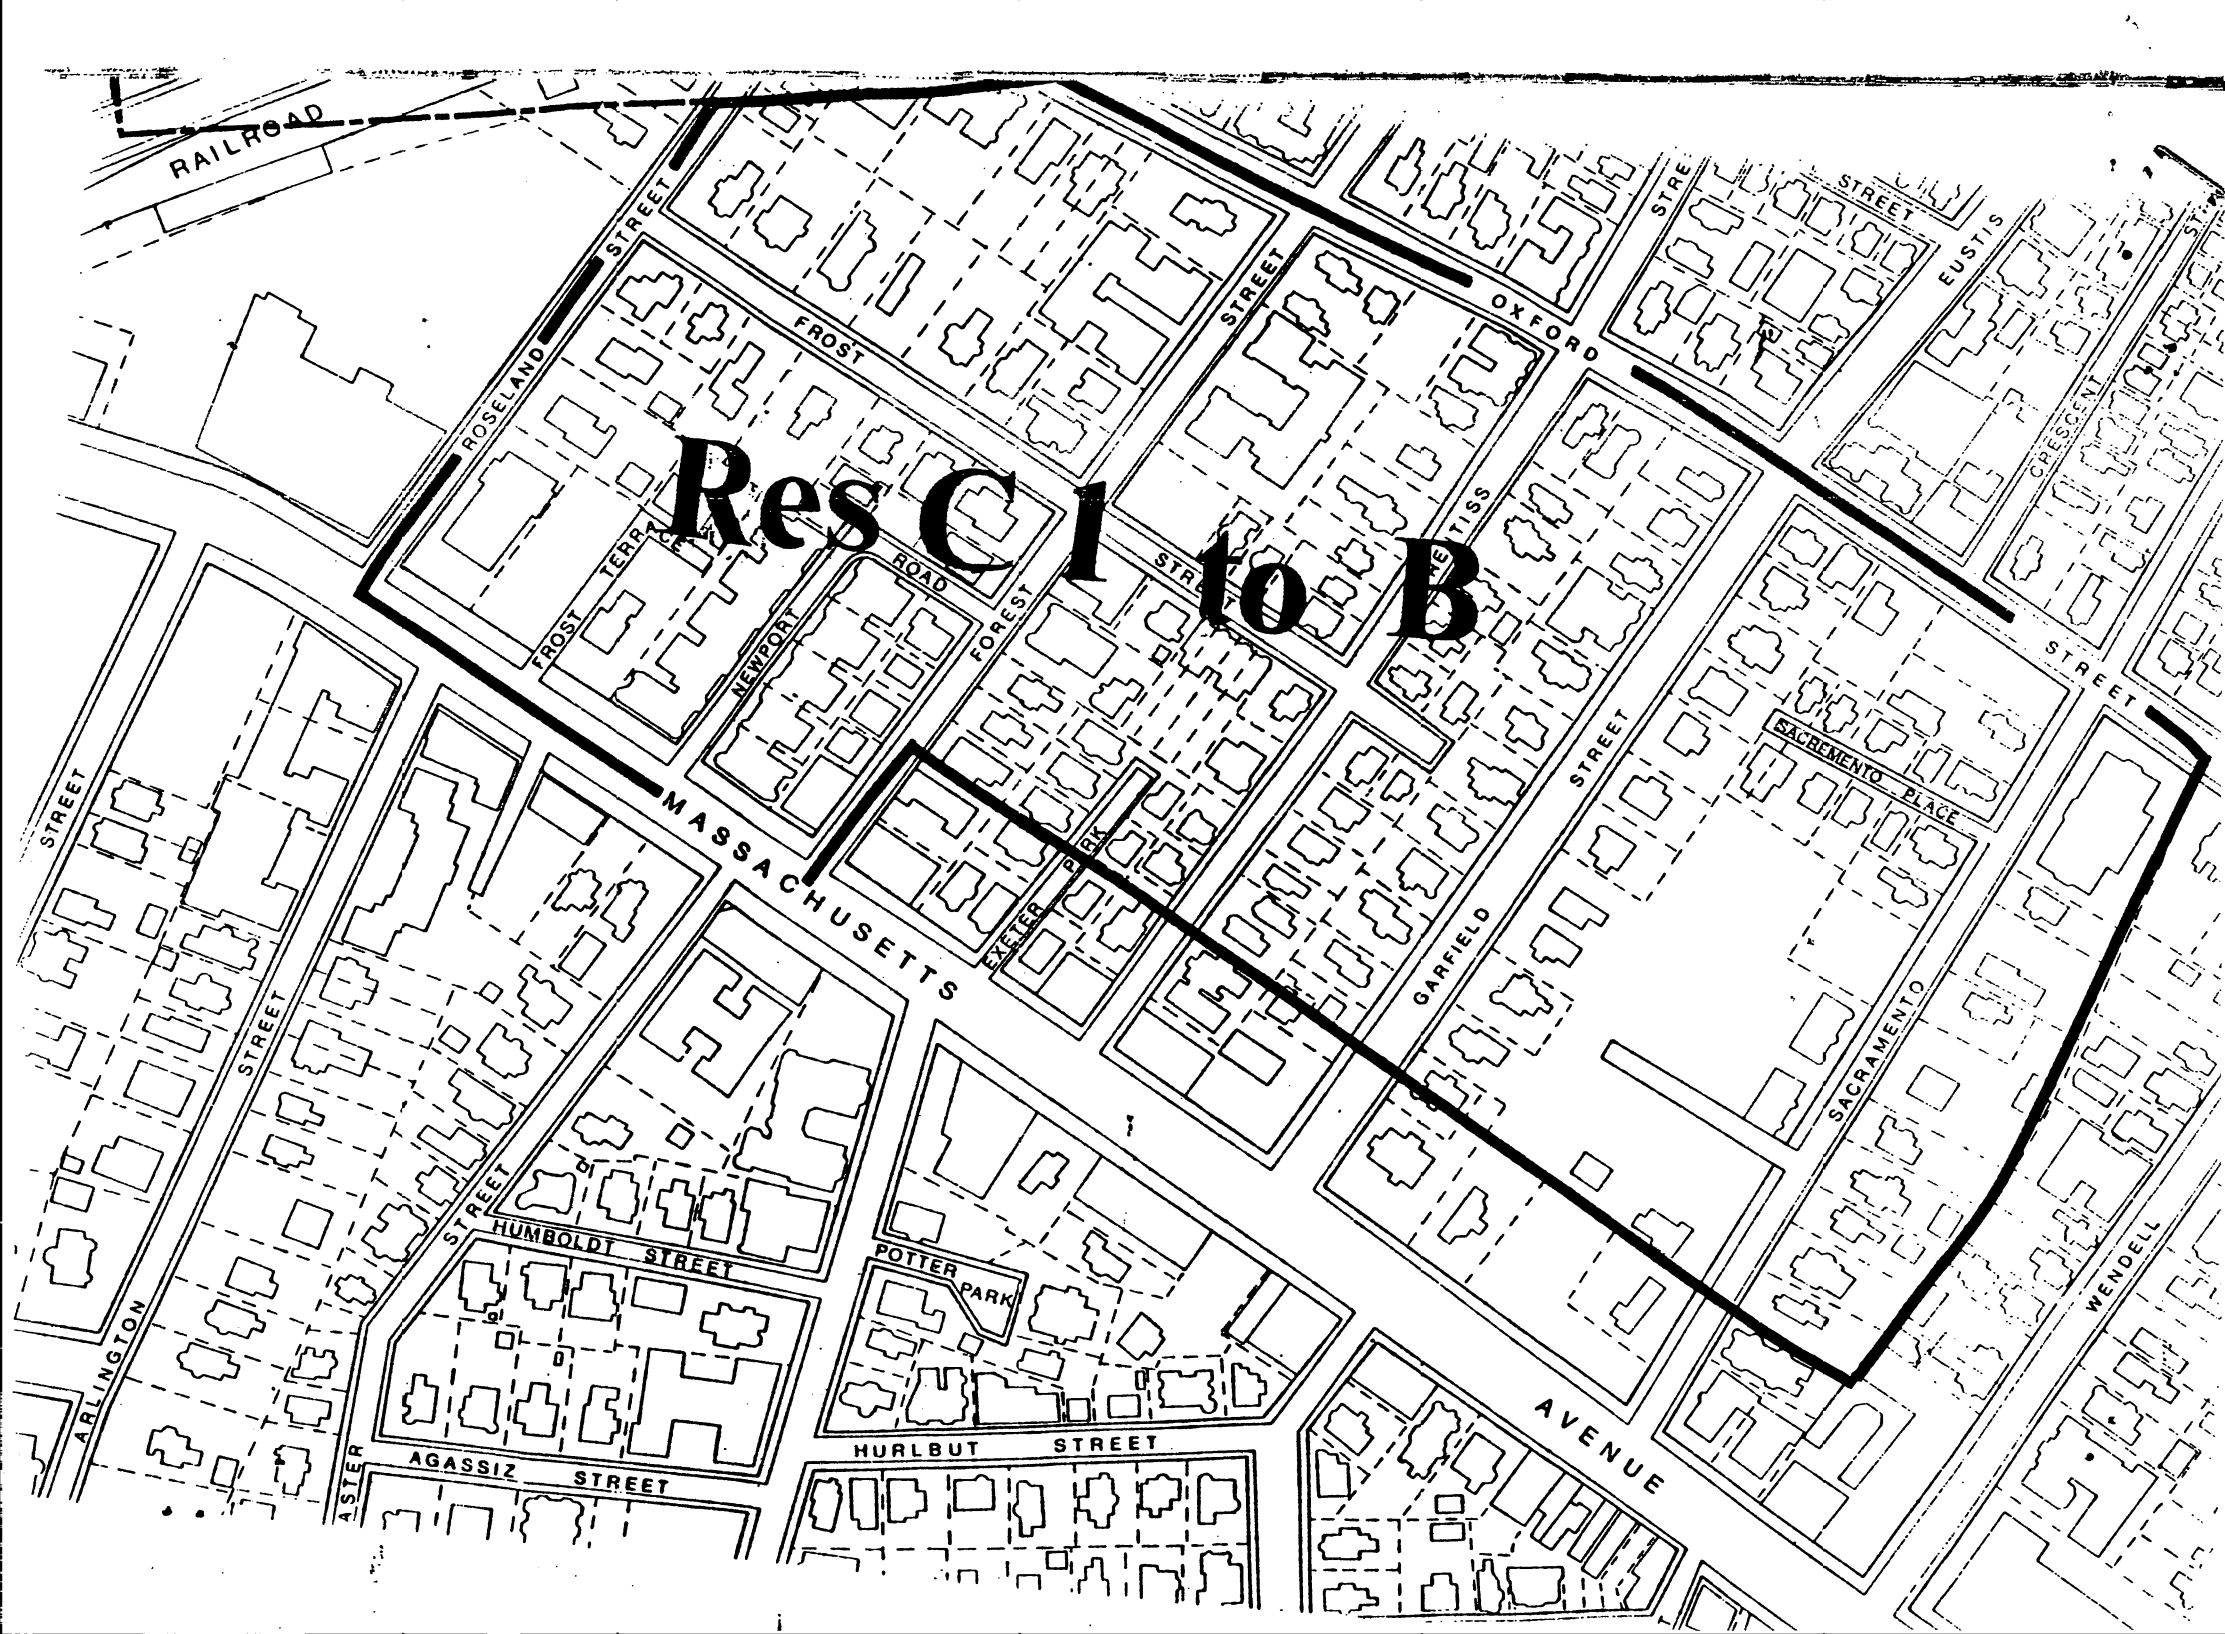 RAILROAD
STREET
ROSELAND
FROST
STREET
OXFORD
STREET
EUSTIS
CRESCENT
STREET
Res C 1 to B
FROST TERRACE
NEWPORT
ROAD
FOREST
STREET
STREET
GARFIELD
SACREMENTO PLACE
SACRAMENTO
WENDELL
EXETER PARK
MASSACHUSETTS
AVENUE
STREET
STREET
ARLINGTON
STREET
HUMBOLDT STREET
POTTER
PARK
AGASSIZ STREET
HURLBUT STREET